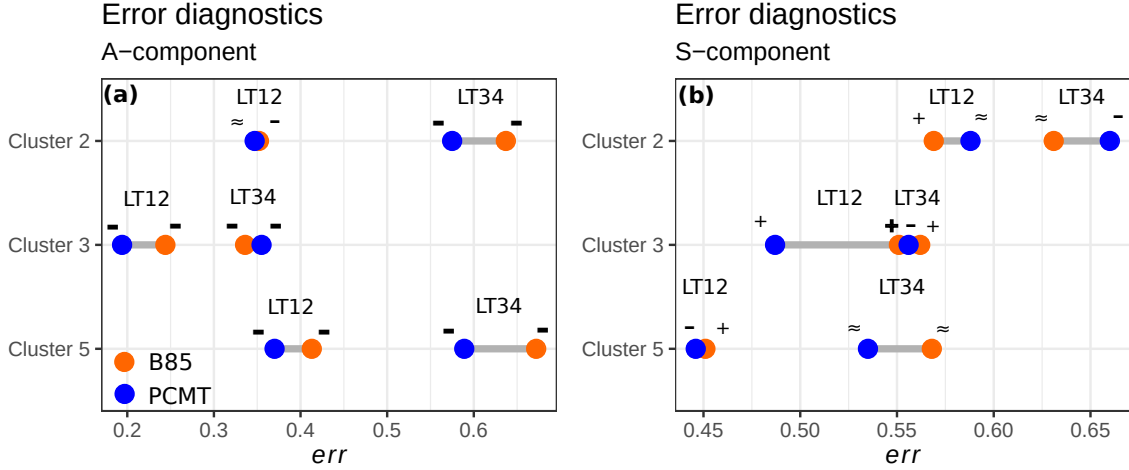 Error diagnostics
A−component
(a)
LT12
LT34
≈
-
-
-
Cluster 2
LT12
LT34
-
-
-
-
Cluster 3
LT12
LT34
-
-
-
-
Cluster 5
B85
PCMT
0.2
0.3
0.4
0.5
0.6
err
Error diagnostics
S−component
(b)
LT12
LT34
+
≈
≈
-
Cluster 2
LT12
LT34
+
+
-
+
Cluster 3
LT12
LT34
-
+
≈
≈
Cluster 5
0.45
0.50
0.55
0.60
0.65
err